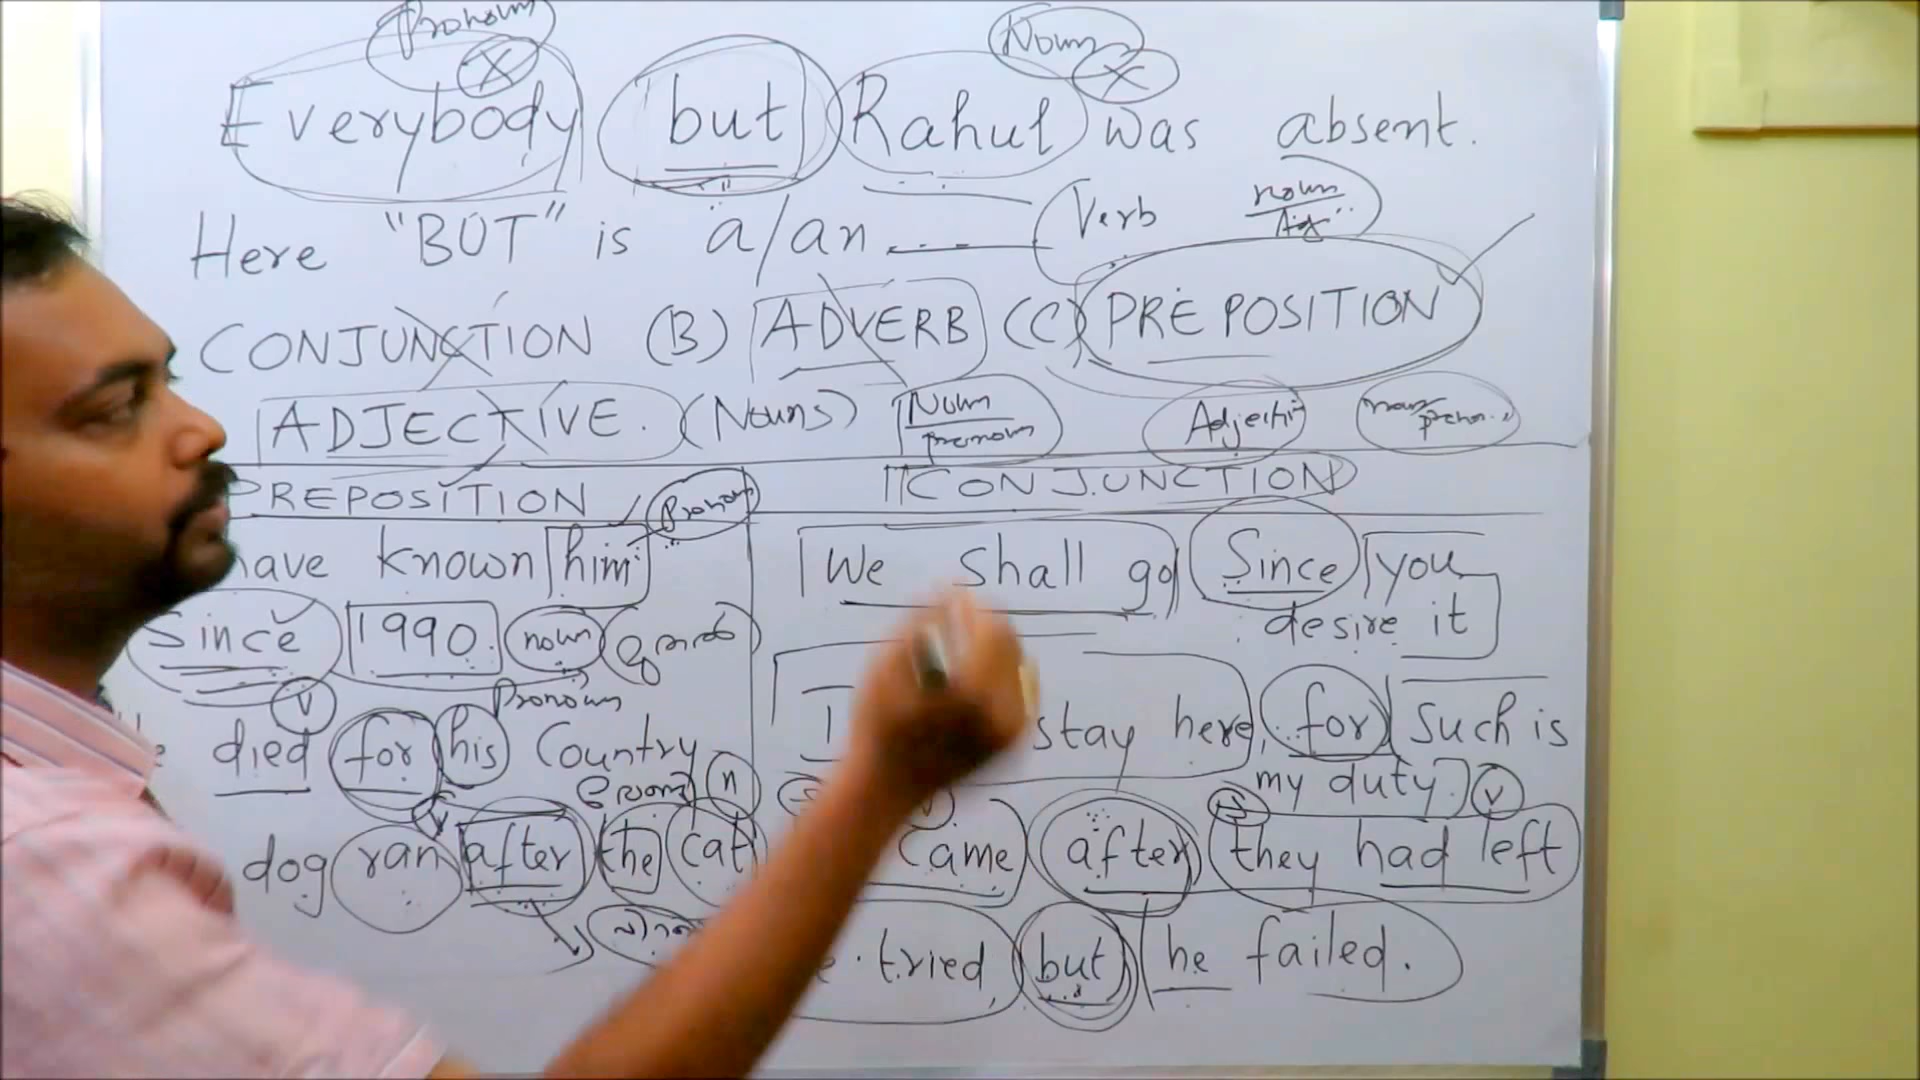 Pronoun X Noun X
Everybody but Rahul was absent.
Here "BUT" is a/an ----- Verb noun
CONJUNCTION (B) ADVERB (C) PREPOSITION
ADJECTIVE. (Nouns) Noun pronoun Adjecti
PREPOSITION Pronoun CONJUNCTION
have known him We shall go Since you
desire it
Since 1990 noun
v Pronoun
died for his Country I stay here, for such is
my duty. v
n
v S v S
dog ran after the cat came after they had left
tried, but he failed.